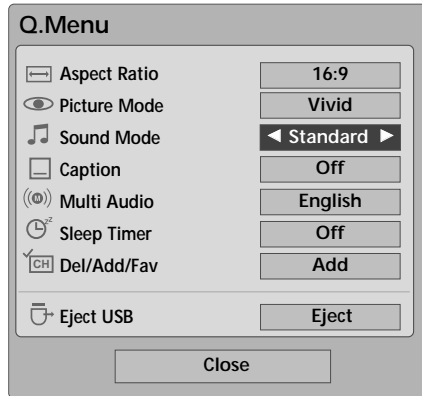 Q.Menu
Aspect Ratio 16:9
Picture Mode Vivid
Sound Mode ◄ Standard ►
Caption Off
Multi Audio English
Sleep Timer Off
Del/Add/Fav Add
Eject USB Eject
Close